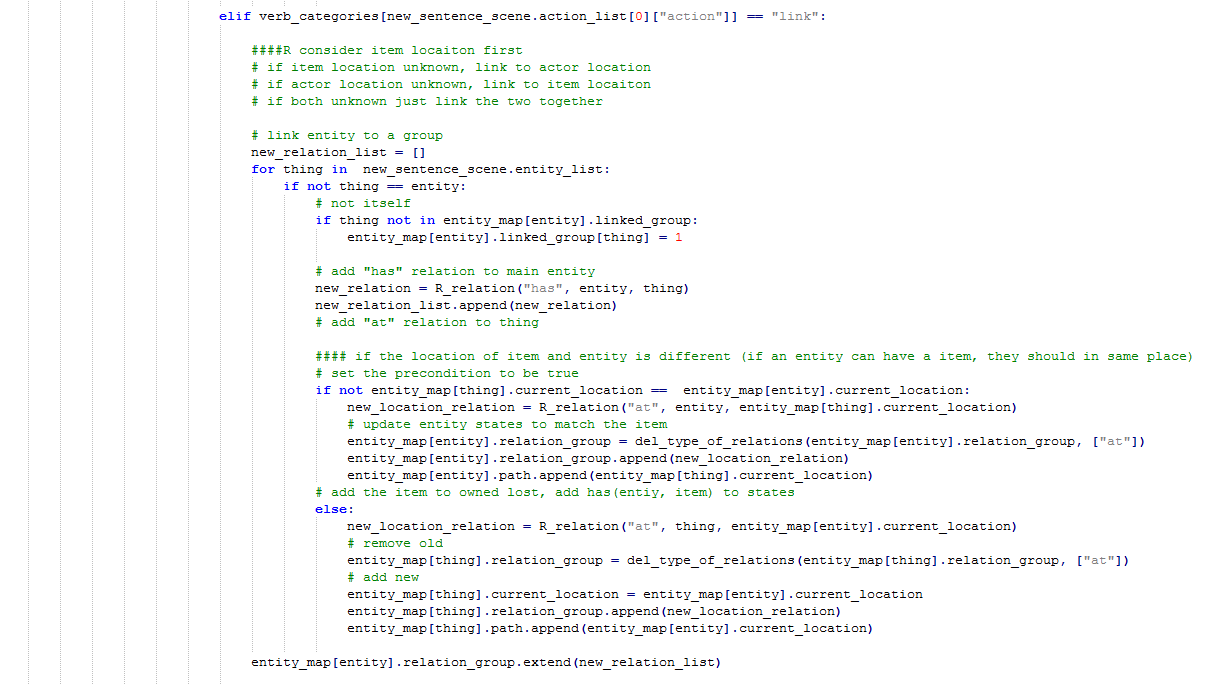 elif verb_categories[new_sentence_scene.action_list[0]["action"]] == "link":
####R consider item locaiton first
# if item location unknown, link to actor location
# if actor location unknown, link to item locaiton
# if both unknown just link the two together
# link entity to a group
new_relation_list = []
for thing in  new_sentence_scene.entity_list:
if not thing == entity:
# not itself
if thing not in entity_map[entity].linked_group:
entity_map[entity].linked_group[thing] = 1
# add "has" relation to main entity
new_relation = R_relation("has", entity, thing)
new_relation_list.append(new_relation)
# add "at" relation to thing
#### if the location of item and entity is different (if an entity can have a item, they should in same place)
# set the precondition to be true
if not entity_map[thing].current_location ==  entity_map[entity].current_location:
new_location_relation = R_relation("at", entity, entity_map[thing].current_location)
# update entity states to match the item
entity_map[entity].relation_group = del_type_of_relations(entity_map[entity].relation_group, ["at"])
entity_map[entity].relation_group.append(new_location_relation)
entity_map[entity].path.append(entity_map[thing].current_location)
# add the item to owned lost, add has(entiy, item) to states
else:
new_location_relation = R_relation("at", thing, entity_map[entity].current_location)
# remove old
entity_map[thing].relation_group = del_type_of_relations(entity_map[thing].relation_group, ["at"])
# add new
entity_map[thing].current_location = entity_map[entity].current_location
entity_map[thing].relation_group.append(new_location_relation)
entity_map[thing].path.append(entity_map[entity].current_location)
entity_map[entity].relation_group.extend(new_relation_list)